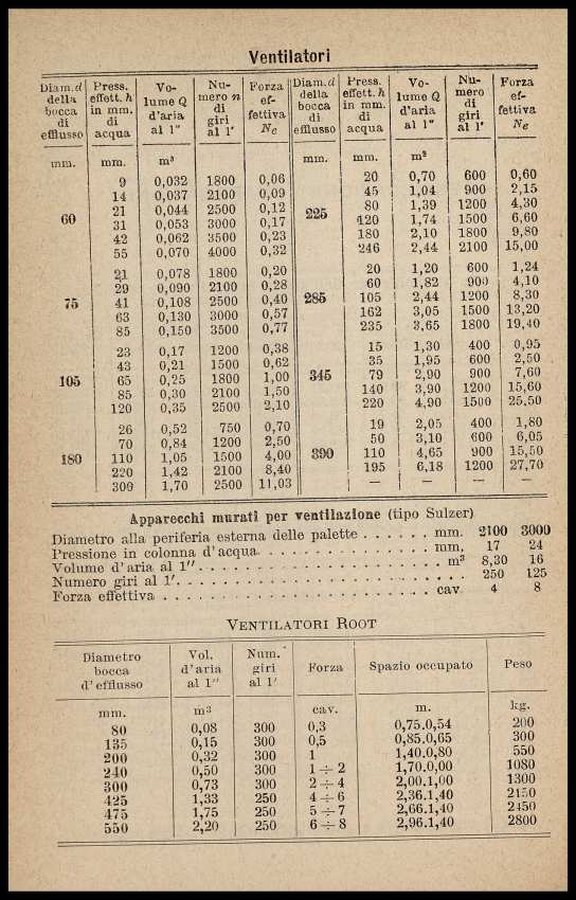 Ventilatori
Diam. d della bocca di efflusso | Press. effett. h in mm. di acqua | Volume Q d'aria al 1" | Numero n di giri al 1' | Forza effettiva Ne | Diam. d della bocca di efflusso | Press. effett. h in mm. di acqua | Volume Q d'aria al 1" | Numero di giri al 1' | Forza effettiva Ne
mm. | mm. | m³ | | | mm. | mm. | m³
60 | 9 | 0,032 | 1800 | 0,06 | 225 | 20 | 0,70 | 600 | 0,60
14 | 0,037 | 2100 | 0,09 | 45 | 1,04 | 900 | 2,15
21 | 0,044 | 2500 | 0,12 | 80 | 1,39 | 1200 | 4,30
31 | 0,053 | 3000 | 0,17 | 120 | 1,74 | 1500 | 6,60
42 | 0,062 | 3500 | 0,23 | 180 | 2,10 | 1800 | 9,80
55 | 0,070 | 4000 | 0,32 | 246 | 2,44 | 2100 | 15,00
75 | 21 | 0,078 | 1800 | 0,20 | 285 | 20 | 1,20 | 600 | 1,24
29 | 0,090 | 2100 | 0,28 | 60 | 1,82 | 900 | 4,10
41 | 0,108 | 2500 | 0,40 | 105 | 2,44 | 1200 | 8,30
63 | 0,130 | 3000 | 0,57 | 162 | 3,05 | 1500 | 13,20
85 | 0,150 | 3500 | 0,77 | 235 | 3,65 | 1800 | 19,40
105 | 23 | 0,17 | 1200 | 0,38 | 345 | 15 | 1,30 | 400 | 0,95
43 | 0,21 | 1500 | 0,62 | 35 | 1,95 | 600 | 2,50
65 | 0,25 | 1800 | 1,00 | 79 | 2,90 | 900 | 7,60
85 | 0,30 | 2100 | 1,50 | 140 | 3,90 | 1200 | 15,60
120 | 0,35 | 2500 | 2,10 | 220 | 4,90 | 1500 | 25,50
180 | 26 | 0,52 | 750 | 0,70 | 390 | 19 | 2,05 | 400 | 1,80
70 | 0,84 | 1200 | 2,50 | 50 | 3,10 | 600 | 6,05
110 | 1,05 | 1500 | 4,00 | 110 | 4,65 | 900 | 15,50
220 | 1,42 | 2100 | 8,40 | 195 | 6,18 | 1200 | 27,70
300 | 1,70 | 2500 | 11,03 | — | — | — | —
Apparecchi murati per ventilazione (tipo Sulzer)
Diametro alla periferia esterna delle palette . . . . . . mm. 2100 3000
Pressione in colonna d'acqua. . . . . . . . . . . . . . . mm. 17 24
Volume d'aria al 1". . . . . . . . . . . . . . . . . . . . m³ 8,30 16
Numero giri al 1'. . . . . . . . . . . . . . . . . . . . . 250 125
Forza effettiva . . . . . . . . . . . . . . . . . . . . . cav 4 8
VENTILATORI ROOT
Diametro bocca d'efflusso | Vol. d'aria al 1" | Num. giri al 1' | Forza | Spazio occupato | Peso
mm. | m³ | | cav. | m. | kg.
80 | 0,08 | 300 | 0,3 | 0,75.0,54 | 200
135 | 0,15 | 300 | 0,5 | 0,85.0,65 | 300
200 | 0,32 | 300 | 1 | 1,40.0,80 | 550
240 | 0,50 | 300 | 1 ÷ 2 | 1,70.0,00 | 1080
300 | 0,73 | 300 | 2 ÷ 4 | 2,00.1,00 | 1300
425 | 1,33 | 250 | 4 ÷ 6 | 2,36.1,40 | 2150
475 | 1,75 | 250 | 5 ÷ 7 | 2,66.1,40 | 2450
550 | 2,20 | 250 | 6 ÷ 8 | 2,96.1,40 | 2800